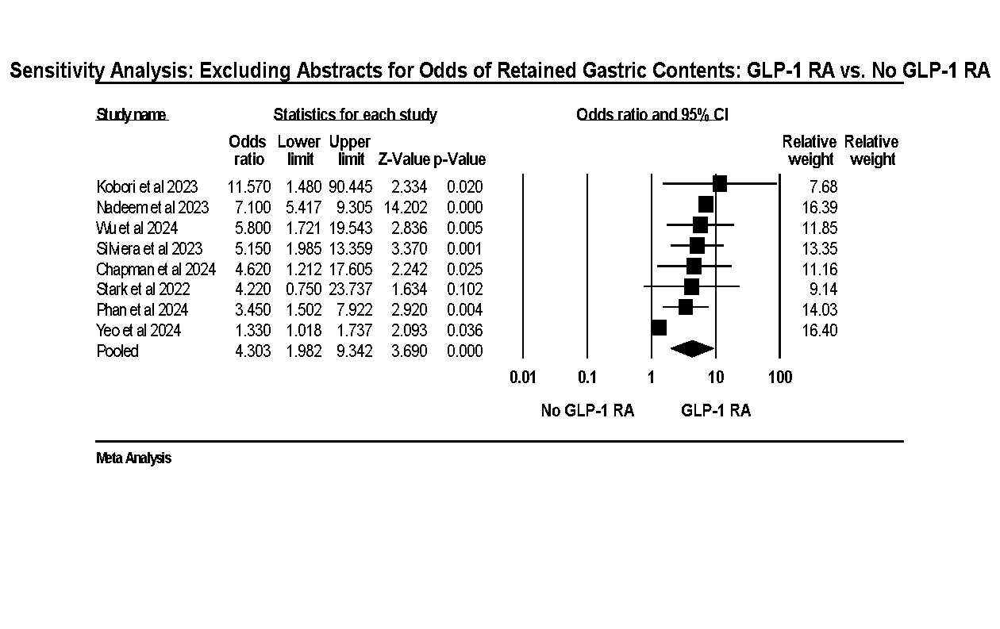 Sensitivity Analysis: Excluding Abstracts for Odds of Retained Gastric Contents: GLP-1 RA vs. No GLP-1 RA
Study name Statistics for each study Odds ratio and 95% CI
Odds Lower Upper Relative Relative
ratio limit limit Z-Value p-Value weight weight
Kobori et al 2023 11.570 1.480 90.445 2.334 0.020 7.68
Nadeem et al 2023 7.100 5.417 9.305 14.202 0.000 16.39
Wu et al 2024 5.800 1.721 19.543 2.836 0.005 11.85
Silviera et al 2023 5.150 1.985 13.359 3.370 0.001 13.35
Chapman et al 2024 4.620 1.212 17.605 2.242 0.025 11.16
Stark et al 2022 4.220 0.750 23.737 1.634 0.102 9.14
Phan et al 2024 3.450 1.502 7.922 2.920 0.004 14.03
Yeo et al 2024 1.330 1.018 1.737 2.093 0.036 16.40
Pooled 4.303 1.982 9.342 3.690 0.000
0.01 0.1 1 10 100
No GLP-1 RA GLP-1 RA
Meta Analysis